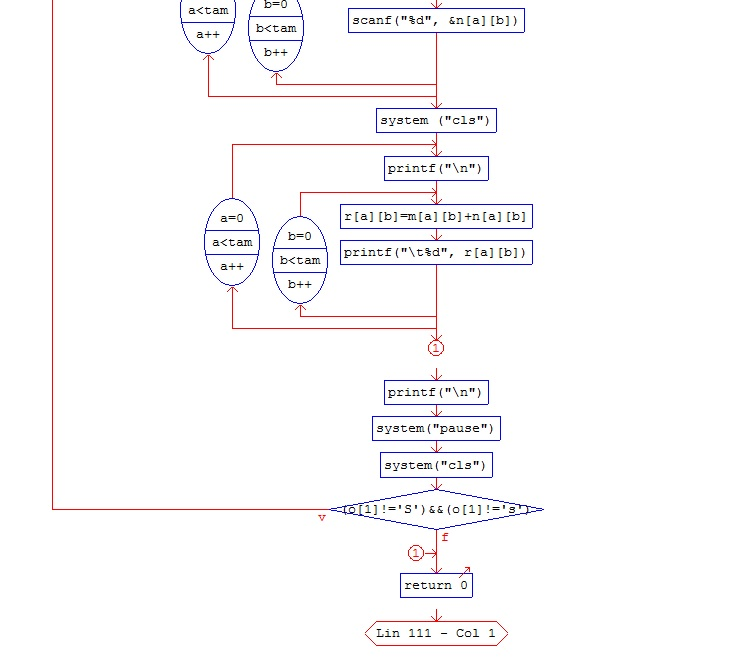 a<tam
a++
b=0
b<tam
b++
scanf("%d", &n[a][b])
system ("cls")
printf("\n")
a=0
a<tam
a++
b=0
b<tam
b++
r[a][b]=m[a][b]+n[a][b]
printf("\t%d", r[a][b])
1
printf("\n")
system("pause")
system("cls")
(o[1]!='S')&&(o[1]!='s')
v
f
1
return 0
Lin 111 - Col 1